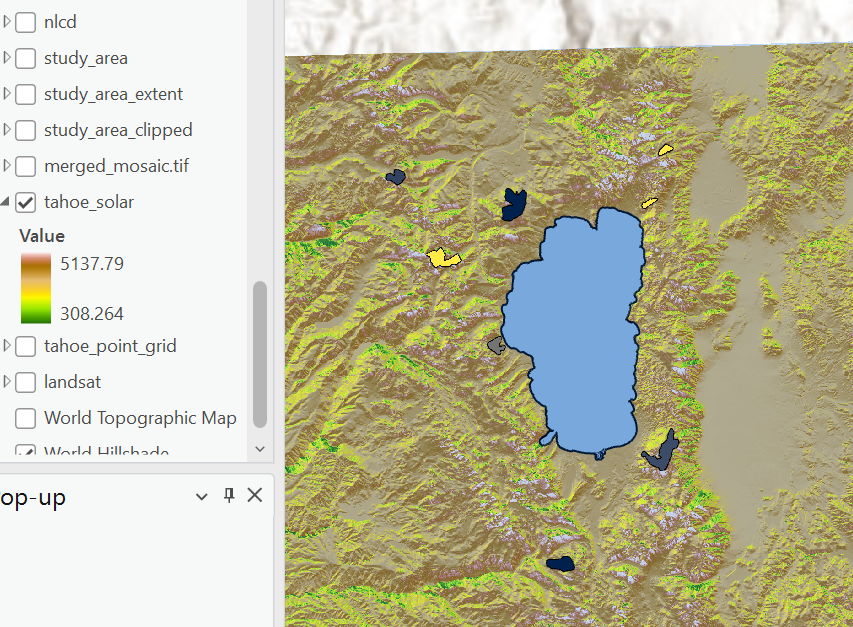 nlcd
study_area
study_area_extent
study_area_clipped
merged_mosaic.tif
tahoe_solar
Value
5137.79
308.264
tahoe_point_grid
landsat
World Topographic Map
World Hillshade
op-up